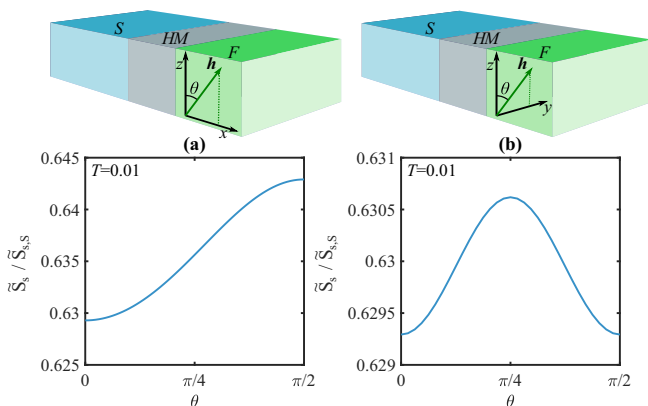 S HM F
z h
θ
x
S HM F
z h
θ
y
(a)
(b)
T=0.01
0.645
0.64
0.635
0.63
0.625
S̃s / S̃s,S
0 π/4 π/2
θ
T=0.01
0.631
0.6305
0.63
0.6295
0.629
S̃s / S̃s,S
0 π/4 π/2
θ